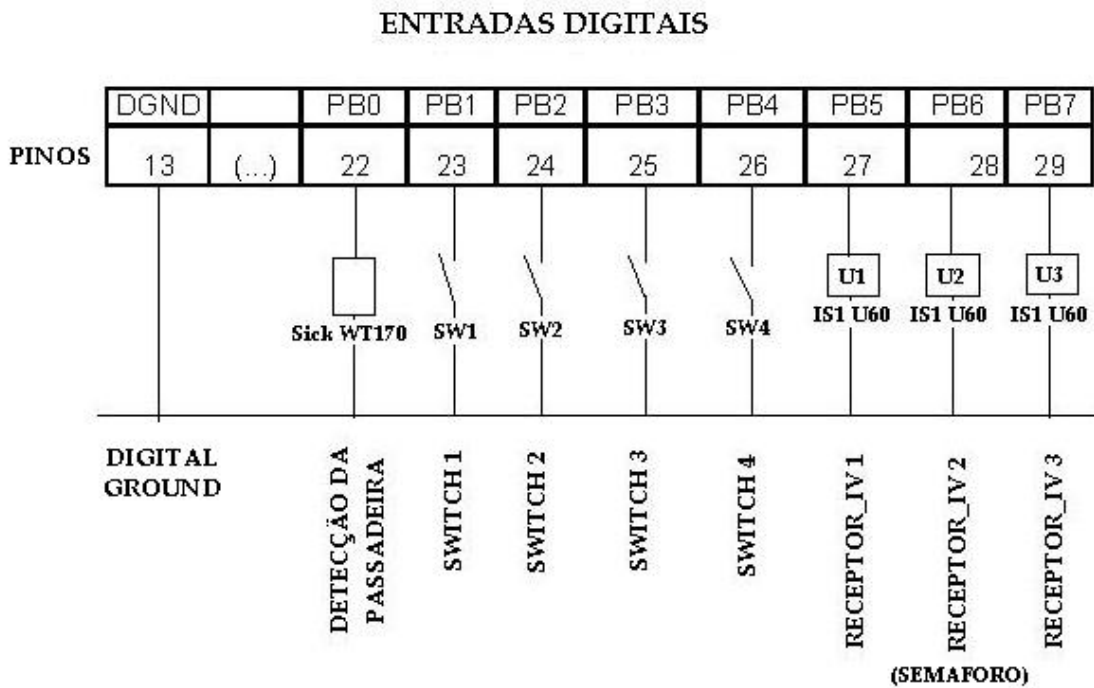 ENTRADAS DIGITAIS
DGND PB0 PB1 PB2 PB3 PB4 PB5 PB6 PB7
PINOS 13 (...) 22 23 24 25 26 27 28 29
U1 U2 U3
Sick WT170 SW1 SW2 SW3 SW4 IS1 U60 IS1 U60 IS1 U60
DIGITAL
GROUND
DETECÇÃO DA
PASSADEIRA
SWITCH 1
SWITCH 2
SWITCH 3
SWITCH 4
RECEPTOR_IV 1
RECEPTOR_IV 2
RECEPTOR_IV 3
(SEMAFORO)